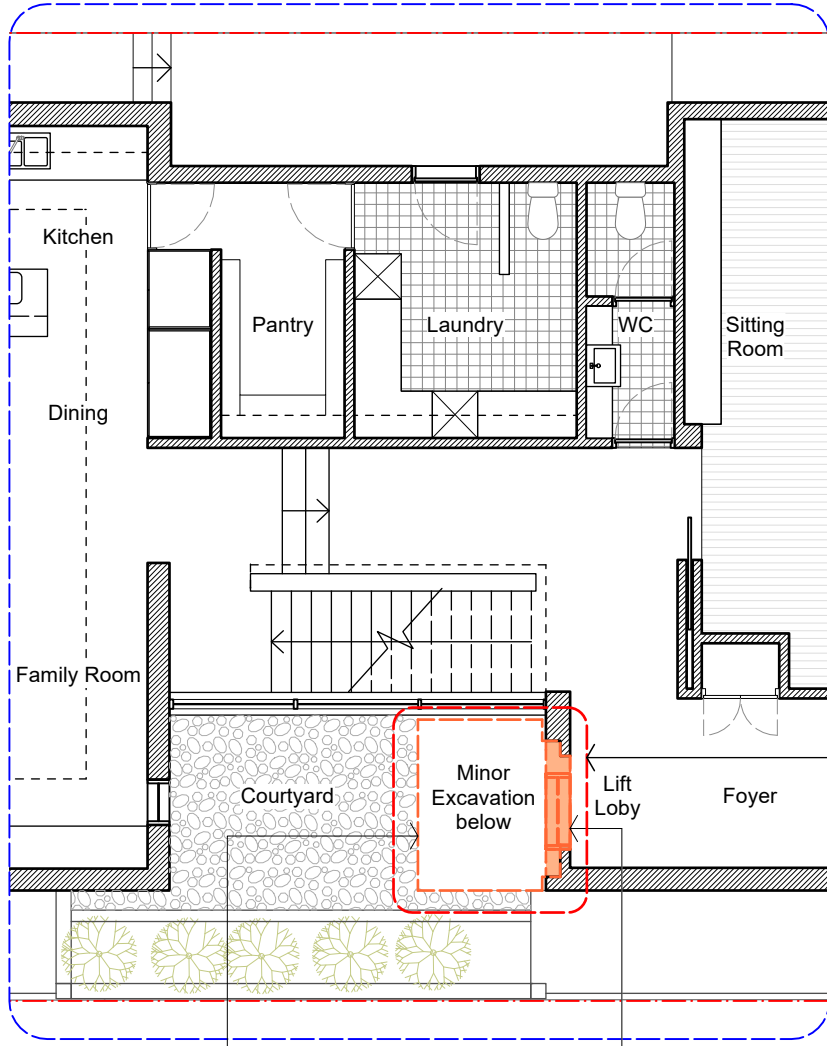 Kitchen
Pantry
Laundry
WC
Sitting
Room
Dining
Family Room
Courtyard
Minor
Excavation
below
Lift
Loby
Foyer